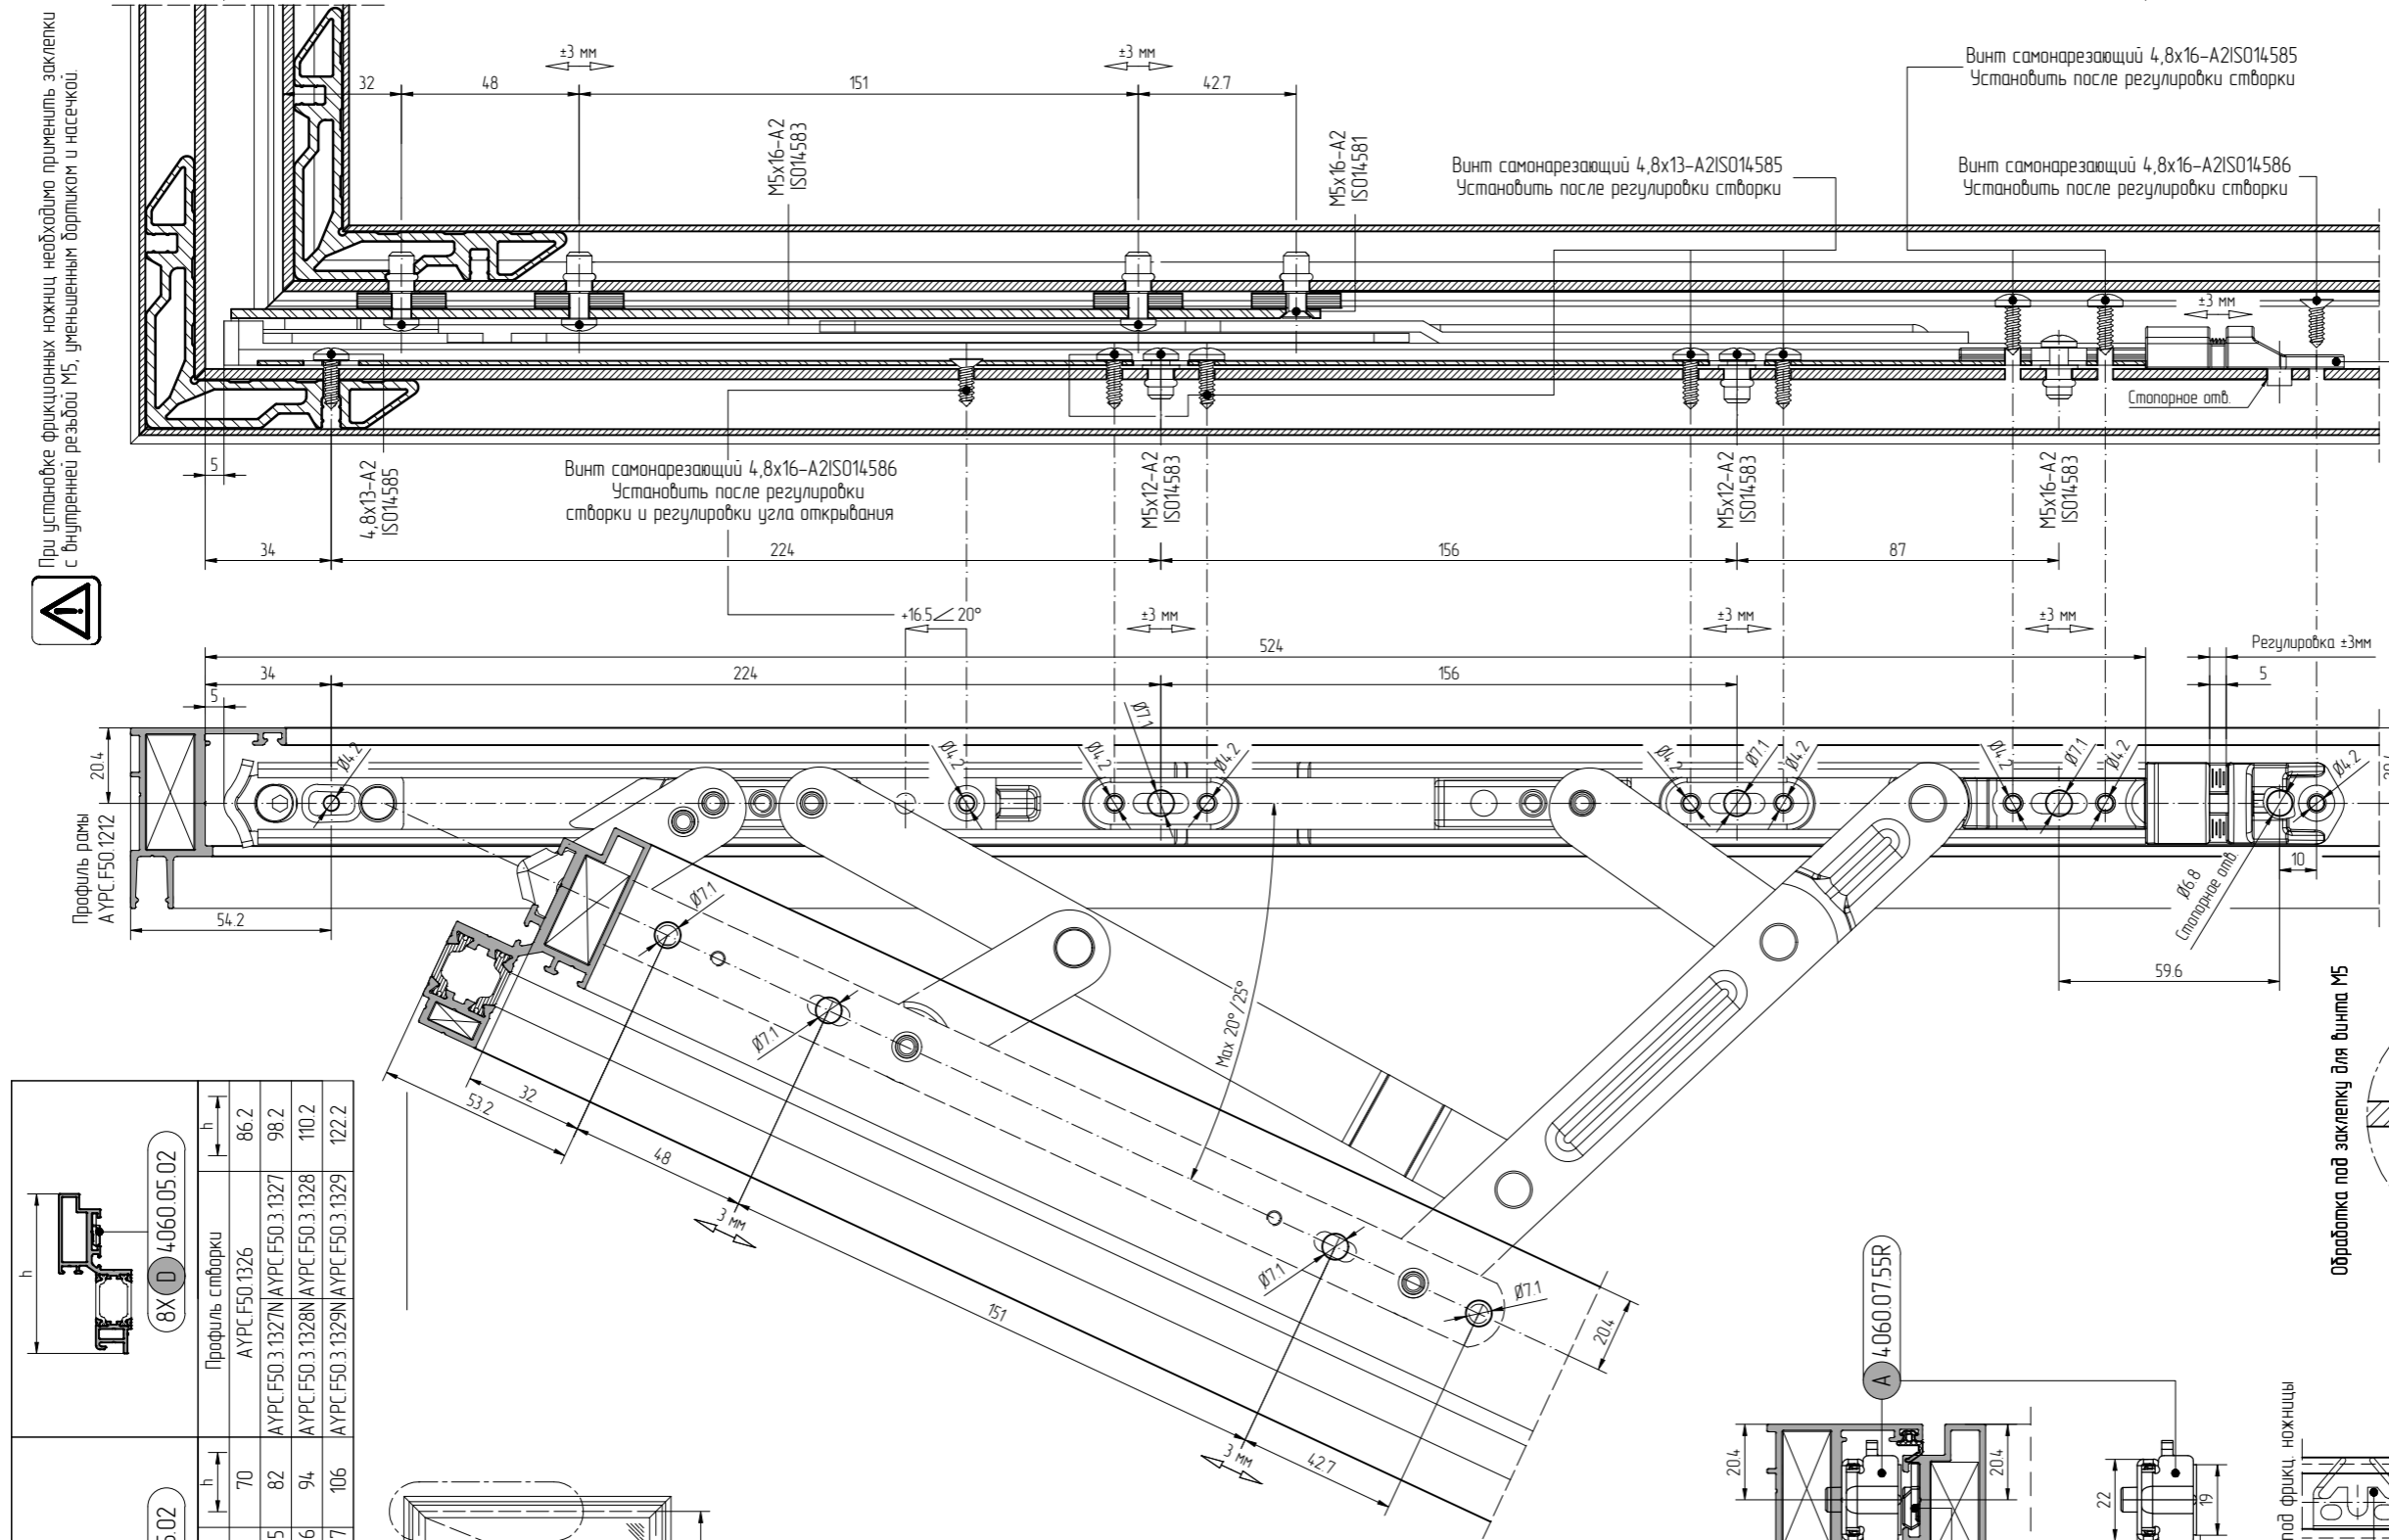 При установке фрикционных ножниц необходимо применить заклепки
с внутренней резьбой М5, уменьшенным бортиком и насечкой.
±3 мм
±3 мм
32
48
151
42.7
M5x16-A2
ISO14583
M5x16-A2
ISO14581
Винт самонарезающий 4,8x16-A2ISO14585
Установить после регулировки створки
Винт самонарезающий 4,8x13-A2ISO14585
Установить после регулировки створки
Винт самонарезающий 4,8x16-A2ISO14586
Установить после регулировки створки
±3 мм
Стопорное отв.
5
4,8x13-A2
ISO14585
Винт самонарезающий 4,8x16-A2ISO14586
Установить после регулировки
створки и регулировки угла открывания
M5x12-A2
ISO14583
M5x12-A2
ISO14583
M5x16-A2
ISO14583
34
224
156
87
+16.5∠20°
±3 мм
±3 мм
±3 мм
524
Регулировка ±3мм
34
224
156
5
5
20.4
Ø4.2
Ø4.2
Ø4.2
Ø7.1
Ø4.2
Ø4.2
Ø7.1
Ø4.2
Ø4.2
Ø7.1
Ø4.2
Ø4.2
Профиль рамы
AYPC.F50.1212
54.2
10
Ø6.8
Стопорное отв.
59.6
Ø7.1
Ø7.1
Max 20°/25°
53.2
32
48
3 мм
151
Ø7.1
Ø7.1
20.4
3 мм
42.7
Обработка под заклепку для винта М5
h
8X D 4060.05.02
Профиль створки
h
AYPC.F50.1326
86.2
AYPC.F50.3.1327N
AYPC.F50.3.1327
98.2
AYPC.F50.3.1328N
AYPC.F50.3.1328
110.2
AYPC.F50.3.1329N
AYPC.F50.3.1329
122.2
h
70
82
94
106
A 4060.07.55R
20.4
20.4
22
19
под фрикц. ножницы